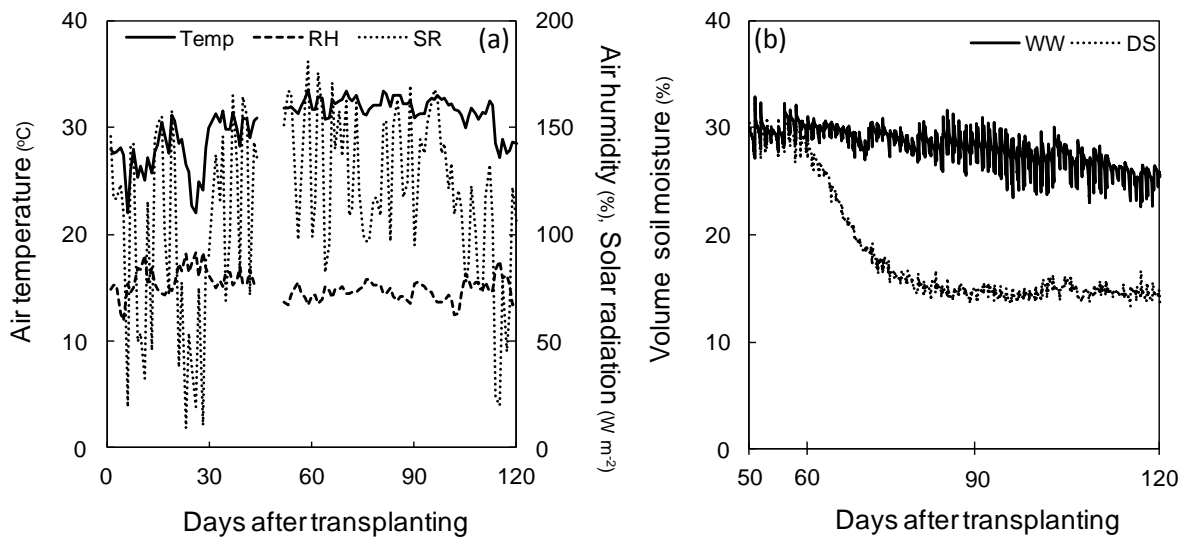 Temp RH SR (a)
40
30
20
10
0
Air temperature (oC)
200
150
100
50
0
Air humidity (%), Solar radiation (W m-2)
0 30 60 90 120
Days after transplanting
WW DS
(b)
40
30
20
10
0
Volume soil moisture (%)
50 60 90 120
Days after transplanting